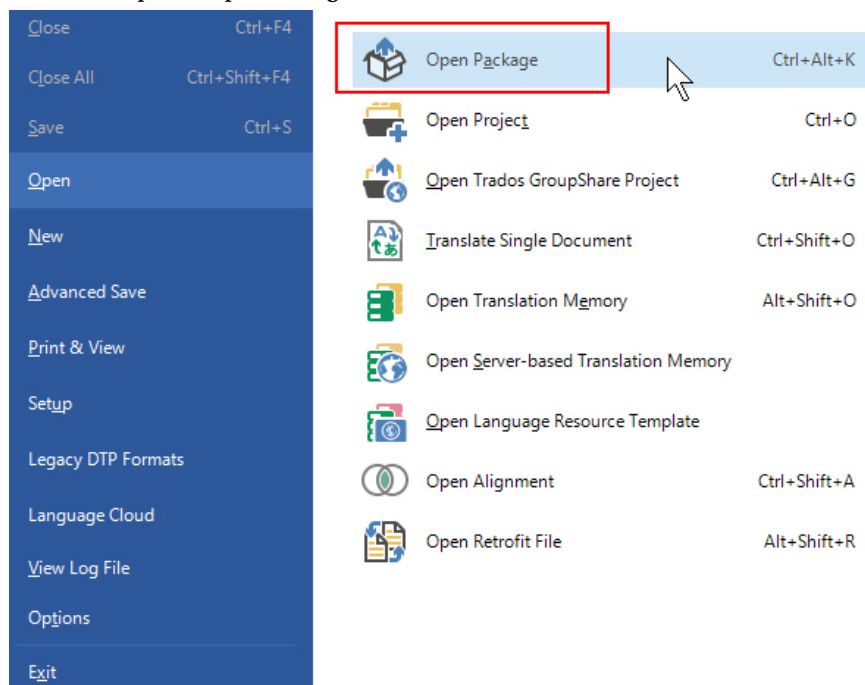 Close Ctrl+F4
Close All Ctrl+Shift+F4
Save Ctrl+S
Open
New
Advanced Save
Print & View
Setup
Legacy DTP Formats
Language Cloud
View Log File
Options
Exit
Open Package Ctrl+Alt+K
Open Project Ctrl+O
Open Trados GroupShare Project Ctrl+Alt+G
Translate Single Document Ctrl+Shift+O
Open Translation Memory Alt+Shift+O
Open Server-based Translation Memory
Open Language Resource Template
Open Alignment Ctrl+Shift+A
Open Retrofit File Alt+Shift+R